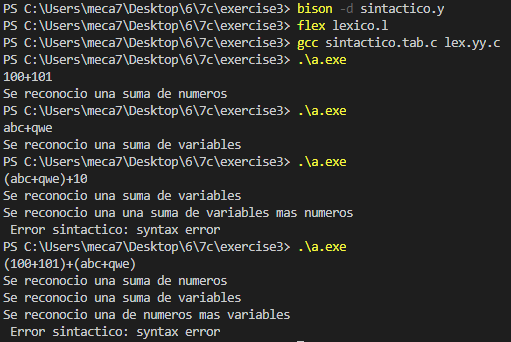 PS C:\Users\meca7\Desktop\6\7c\exercise3> bison -d sintactico.y
PS C:\Users\meca7\Desktop\6\7c\exercise3> flex lexico.l
PS C:\Users\meca7\Desktop\6\7c\exercise3> gcc sintactico.tab.c lex.yy.c
PS C:\Users\meca7\Desktop\6\7c\exercise3> .\a.exe
100+101
Se reconocio una suma de numeros
PS C:\Users\meca7\Desktop\6\7c\exercise3> .\a.exe
abc+qwe
Se reconocio una suma de variables
PS C:\Users\meca7\Desktop\6\7c\exercise3> .\a.exe
(abc+qwe)+10
Se reconocio una suma de variables
Se reconocio una una suma de variables mas numeros
 Error sintactico: syntax error
PS C:\Users\meca7\Desktop\6\7c\exercise3> .\a.exe
(100+101)+(abc+qwe)
Se reconocio una suma de numeros
Se reconocio una suma de variables
Se reconocio una de numeros mas variables
 Error sintactico: syntax error